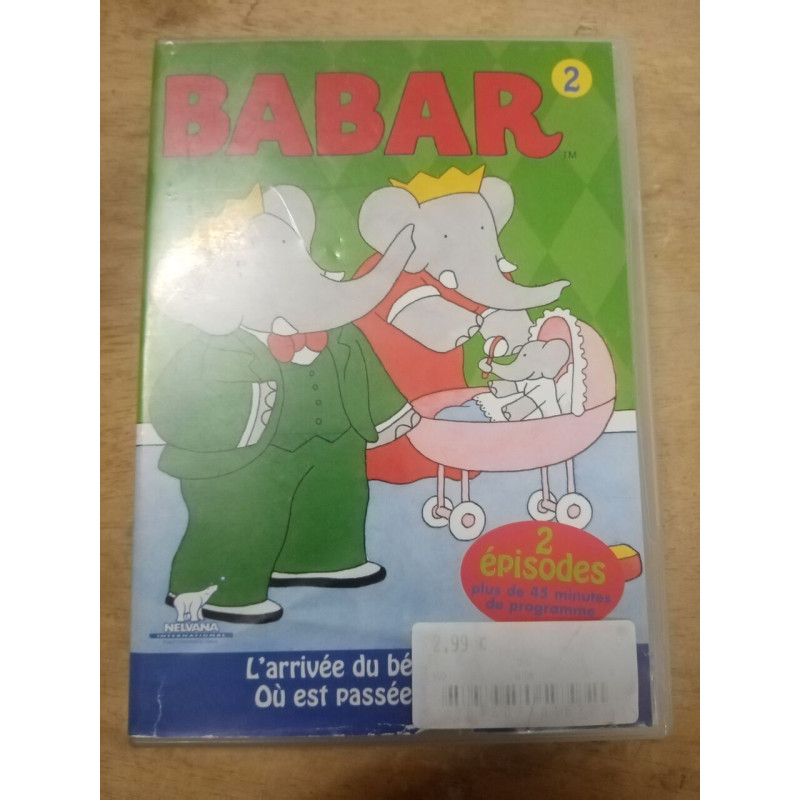 BABAR
2
TM
2
épisodes
plus de 45 minutes
de programme
NELVANA
INTERNATIONAL
2.99 €
L'arrivée du bé
Où est passée